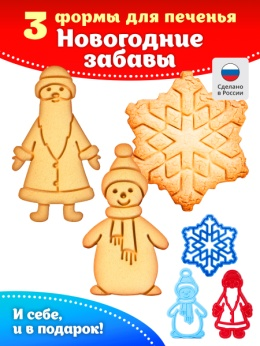 3 формы для печенья
Новогодние
забавы
Сделано
в России
И себе,
и в подарок!